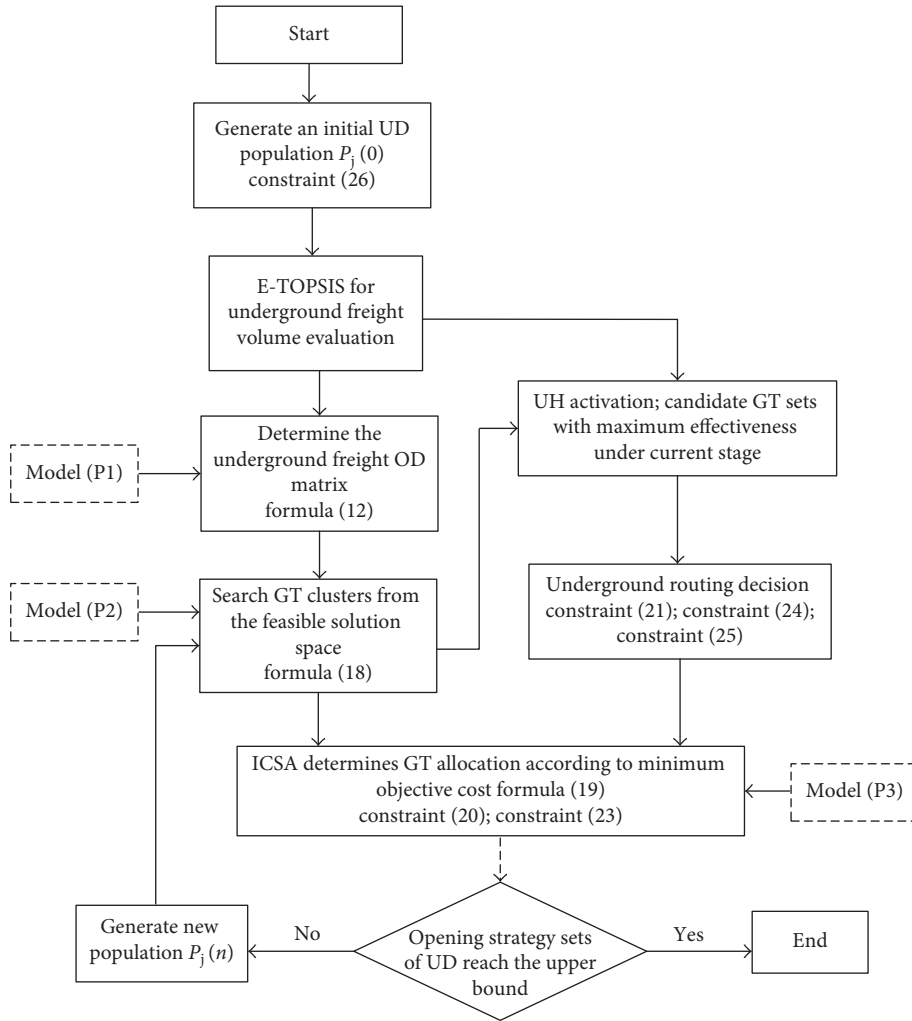 Start
Generate an initial UD
population Pj (0)
constraint (26)
E-TOPSIS for
underground freight
volume evaluation
UH activation; candidate GT sets
with maximum effectiveness
under current stage
Model (P1)
Determine the
underground freight OD
matrix
formula (12)
Model (P2)
Search GT clusters from
the feasible solution
space
formula (18)
Underground routing decision
constraint (21); constraint (24);
constraint (25)
ICSA determines GT allocation according to minimum
objective cost formula (19)
constraint (20); constraint (23)
Model (P3)
Generate new
population Pj (n)
No
Opening strategy sets
of UD reach the upper
bound
Yes
End